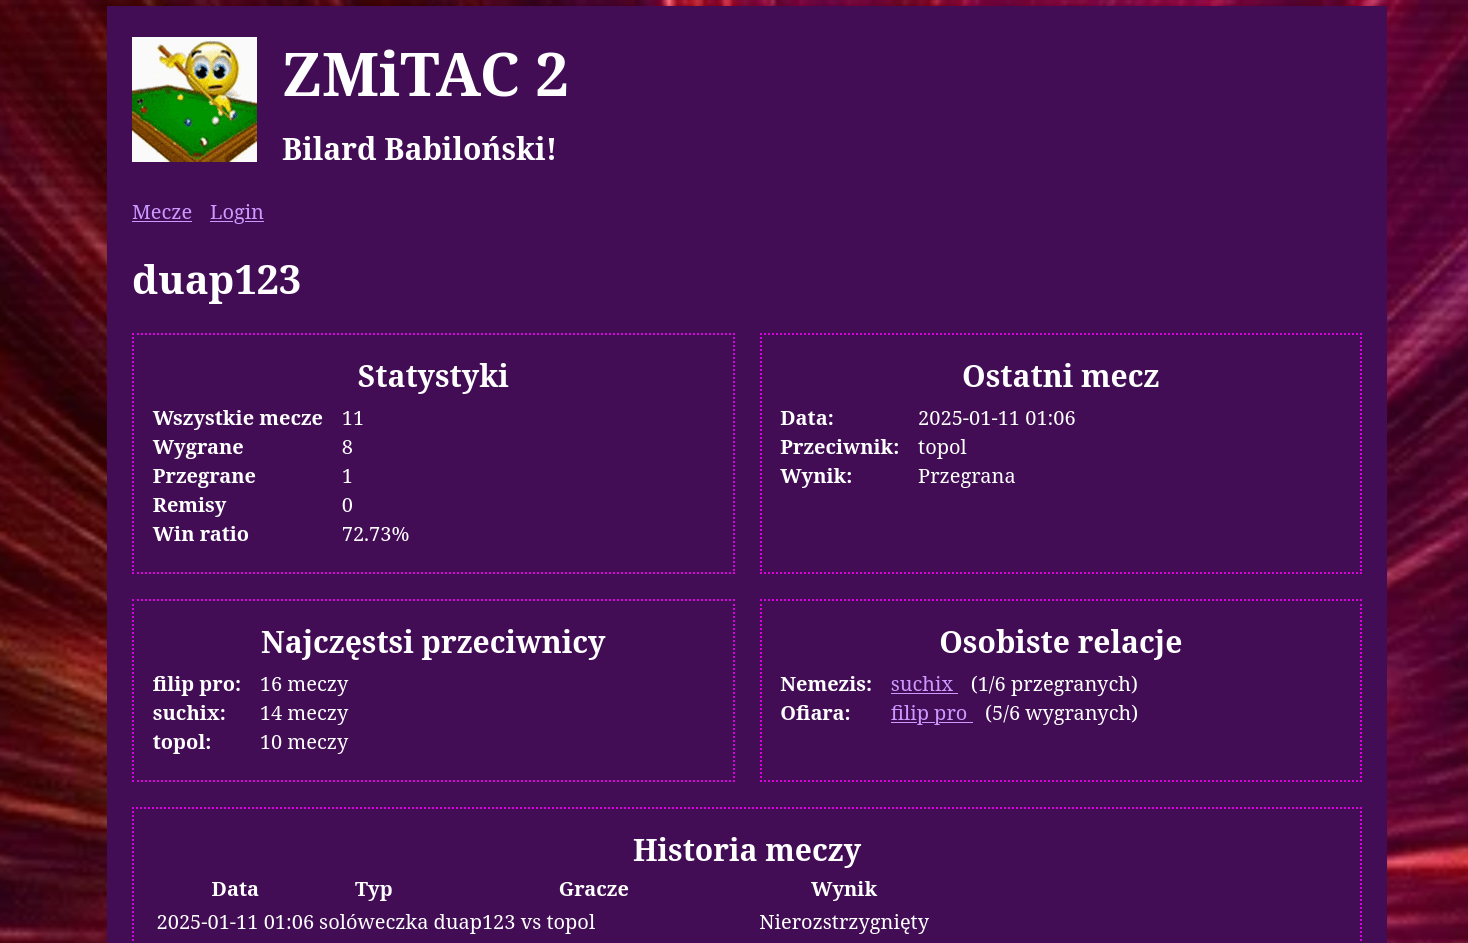 ZMiTAC 2
Bilard Babiloński!
Mecze Login
duap123
Statystyki
Wszystkie mecze 11
Wygrane 8
Przegrane 1
Remisy 0
Win ratio 72.73%
Ostatni mecz
Data: 2025-01-11 01:06
Przeciwnik: topol
Wynik: Przegrana
Najczęstsi przeciwnicy
filip pro: 16 meczy
suchix: 14 meczy
topol: 10 meczy
Osobiste relacje
Nemezis: suchix (1/6 przegranych)
Ofiara: filip pro (5/6 wygranych)
Historia meczy
Data Typ Gracze Wynik
2025-01-11 01:06 solóweczka duap123 vs topol Nierozstrzygnięty